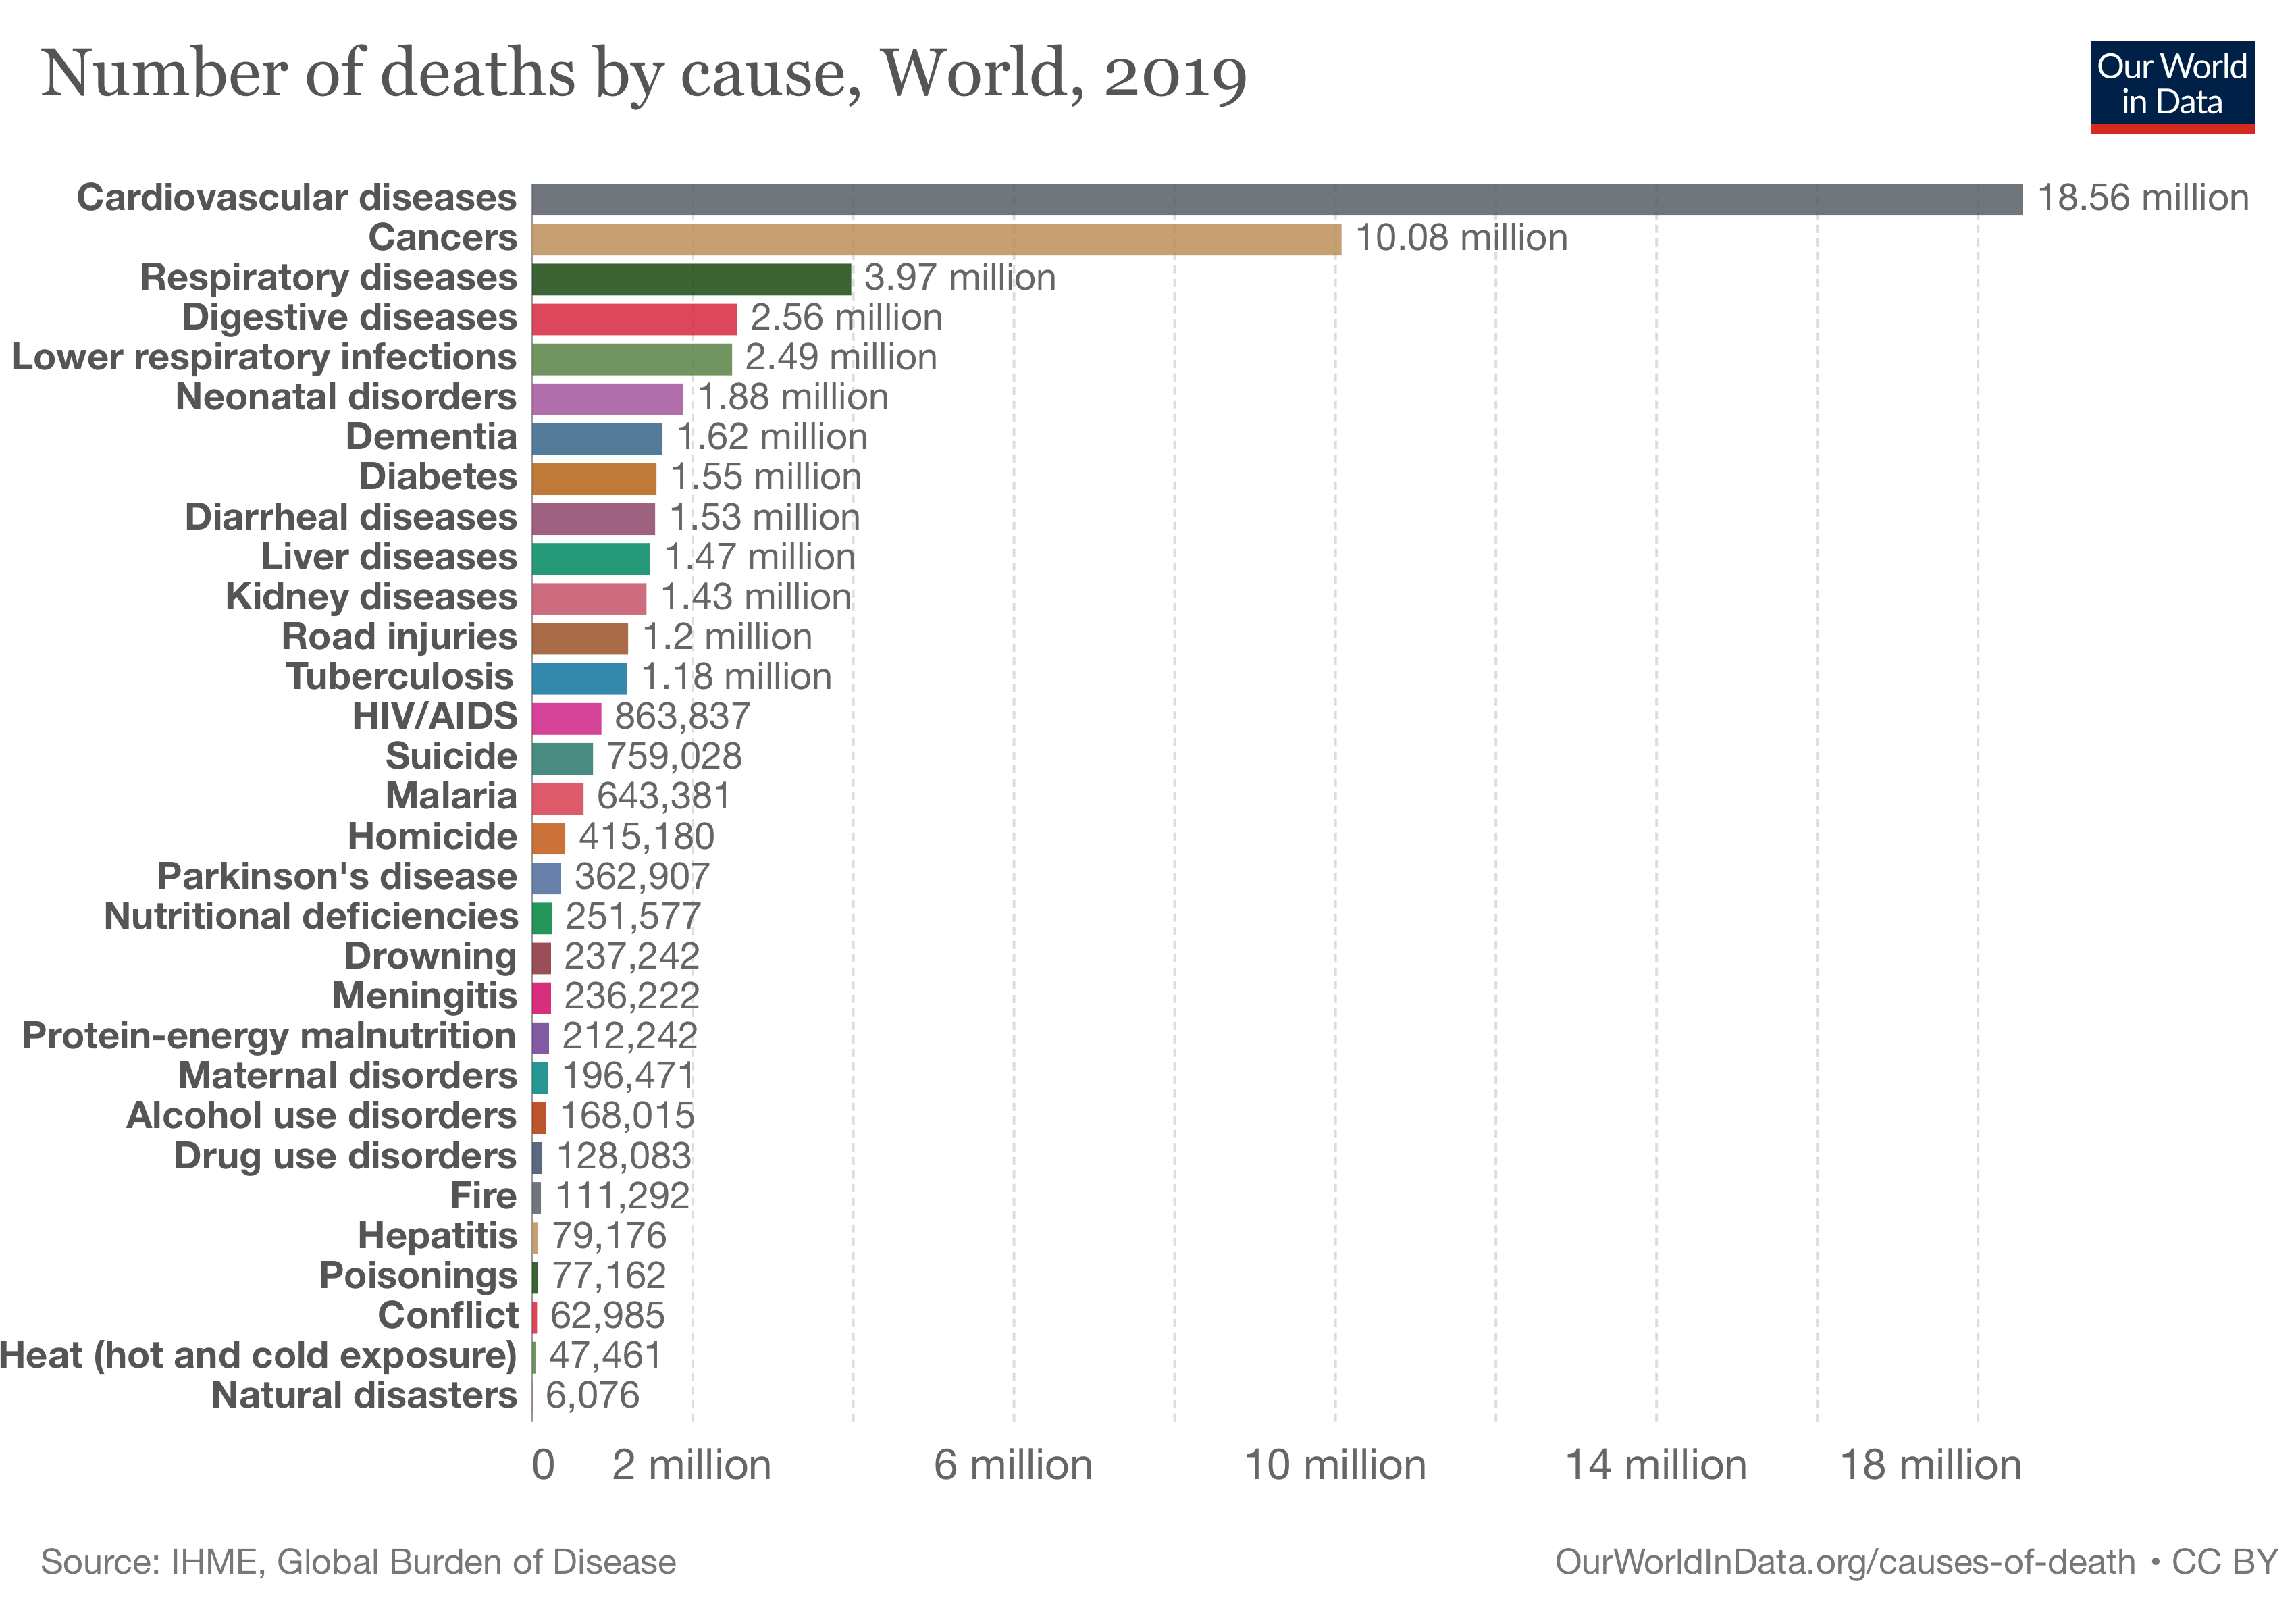 Number of deaths by cause, World, 2019
Our World
in Data
Cardiovascular diseases 18.56 million
Cancers 10.08 million
Respiratory diseases 3.97 million
Digestive diseases 2.56 million
Lower respiratory infections 2.49 million
Neonatal disorders 1.88 million
Dementia 1.62 million
Diabetes 1.55 million
Diarrheal diseases 1.53 million
Liver diseases 1.47 million
Kidney diseases 1.43 million
Road injuries 1.2 million
Tuberculosis 1.18 million
HIV/AIDS 863,837
Suicide 759,028
Malaria 643,381
Homicide 415,180
Parkinson's disease 362,907
Nutritional deficiencies 251,577
Drowning 237,242
Meningitis 236,222
Protein-energy malnutrition 212,242
Maternal disorders 196,471
Alcohol use disorders 168,015
Drug use disorders 128,083
Fire 111,292
Hepatitis 79,176
Poisonings 77,162
Conflict 62,985
Heat (hot and cold exposure) 47,461
Natural disasters 6,076
0 2 million 6 million 10 million 14 million 18 million
Source: IHME, Global Burden of Disease OurWorldInData.org/causes-of-death • CC BY